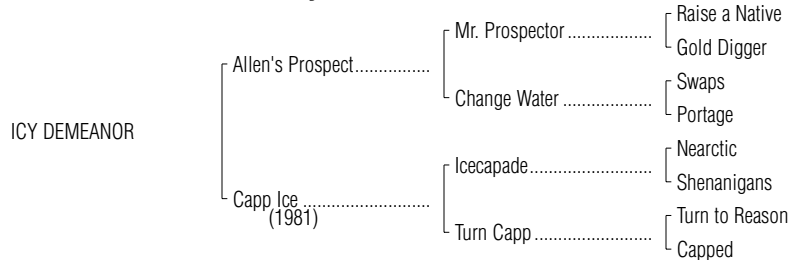 Raise a Native
Mr. Prospector ..................
Gold Digger
Allen's Prospect................
Swaps
Change Water ...................
Portage
ICY DEMEANOR
Nearctic
Icecapade..........................
Shenanigans
Capp Ice ...........................
(1981)
Turn to Reason
Turn Capp .........................
Capped